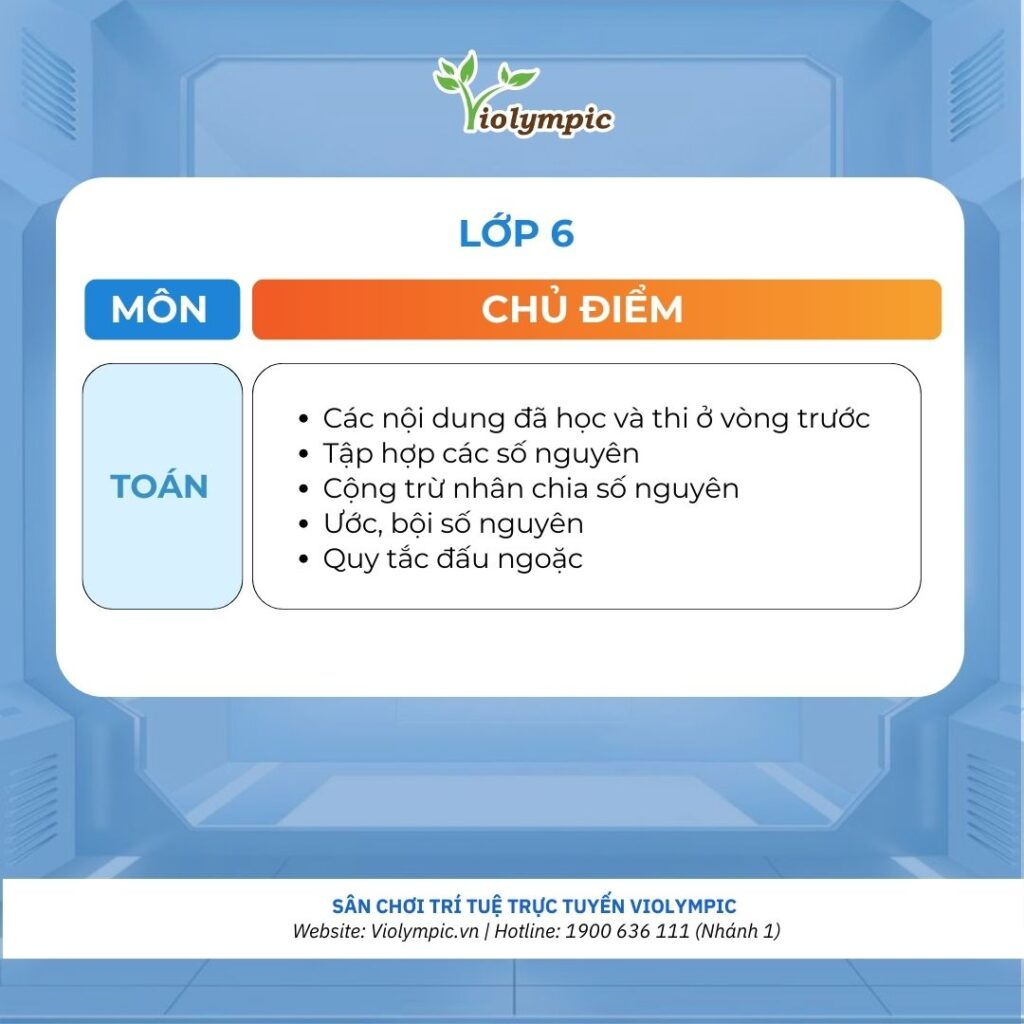 Violympic
LỚP 6
MÔN
CHỦ ĐIỂM
TOÁN
• Các nội dung đã học và thi ở vòng trước
• Tập hợp các số nguyên
• Cộng trừ nhân chia số nguyên
• Ước, bội số nguyên
• Quy tắc đấu ngoặc
SÂN CHƠI TRÍ TUỆ TRỰC TUYẾN VIOLYMPIC
Website: Violympic.vn | Hotline: 1900 636 111 (Nhánh 1)